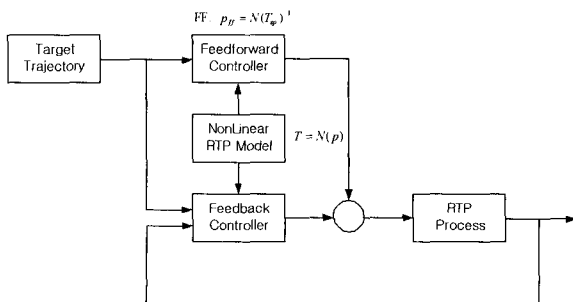 FF. p_ff = N(T_sp)^-1
Target
Trajectory
Feedforward
Controller
NonLinear
RTP Model
T = N(p)
Feedback
Controller
RTP
Process